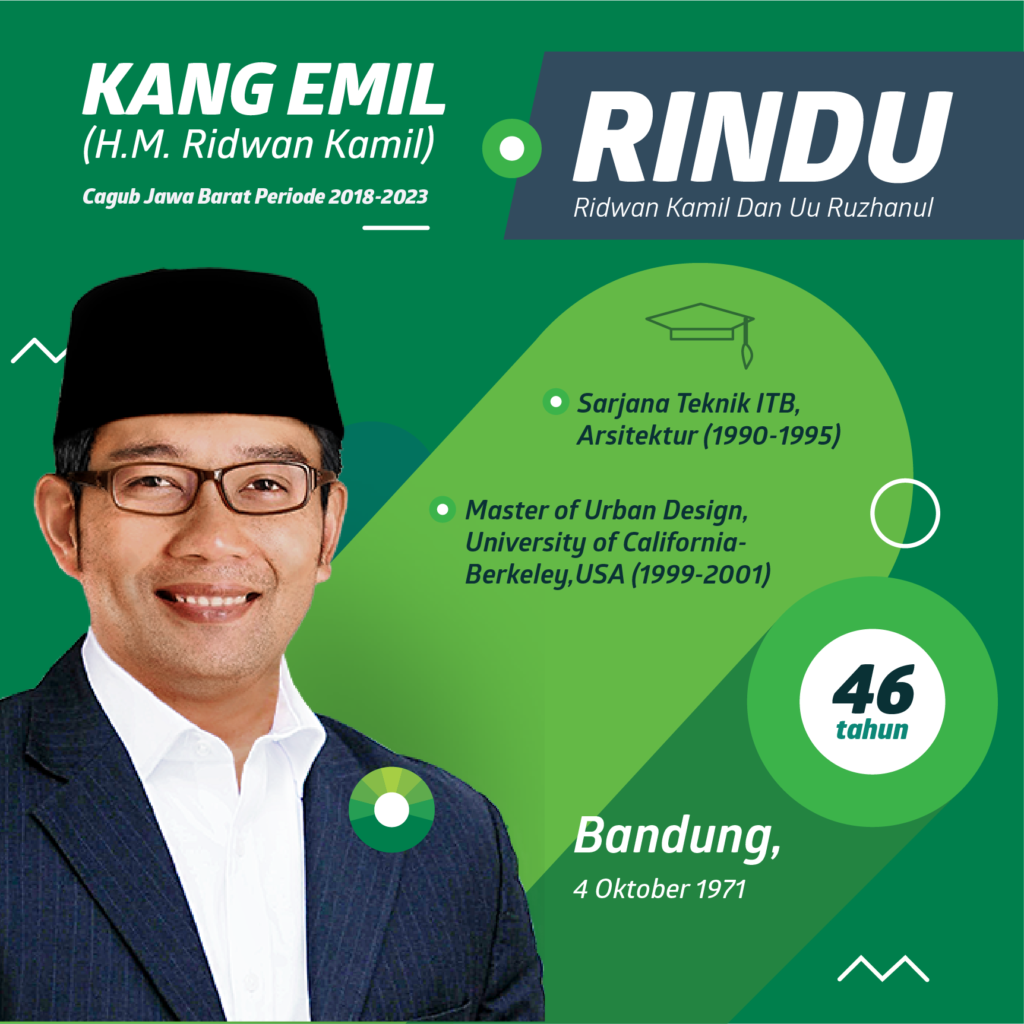 KANG EMIL
(H.M. Ridwan Kamil)
Cagub Jawa Barat Periode 2018-2023
RINDU
Ridwan Kamil Dan Uu Ruzhanul
Sarjana Teknik ITB,
Arsitektur (1990-1995)
Master of Urban Design,
University of California-
Berkeley,USA (1999-2001)
46
tahun
Bandung,
4 Oktober 1971